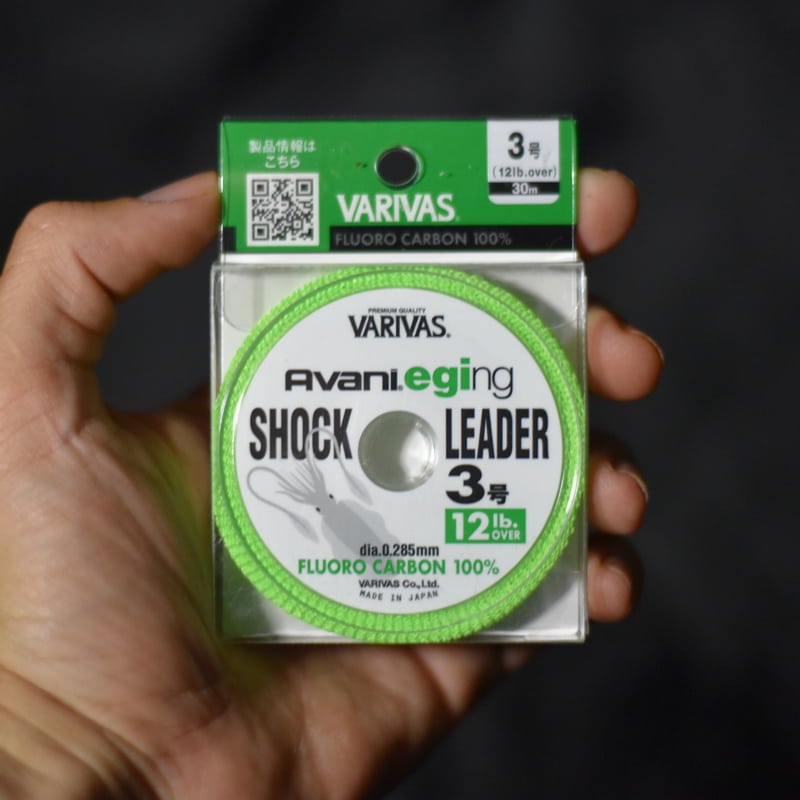 製品情報は
こちら
3号
(12lb.over)
30m
VARIVAS®
FLUORO CARBON 100%
PREMIUM QUALITY
VARIVAS®
Avani® eging
SHOCK LEADER
3号
12lb.
OVER
dia.0.285mm
FLUORO CARBON 100%
VARIVAS Co., Ltd.
MADE IN JAPAN